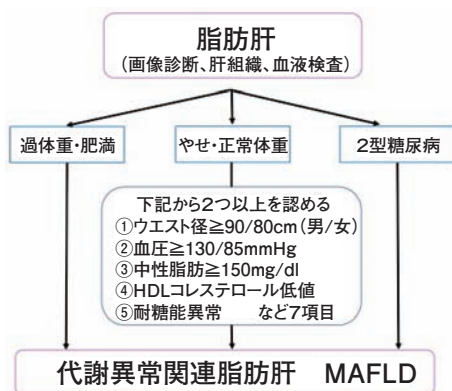 脂肪肝
(画像診断、肝組織、血液検査)
過体重・肥満
やせ・正常体重
2型糖尿病
下記から2つ以上を認める
①ウエスト径≧90/80cm(男/女)
②血圧≧130/85mmHg
③中性脂肪≧150mg/dl
④HDLコレステロール低値
⑤耐糖能異常 など7項目
代謝異常関連脂肪肝 MAFLD